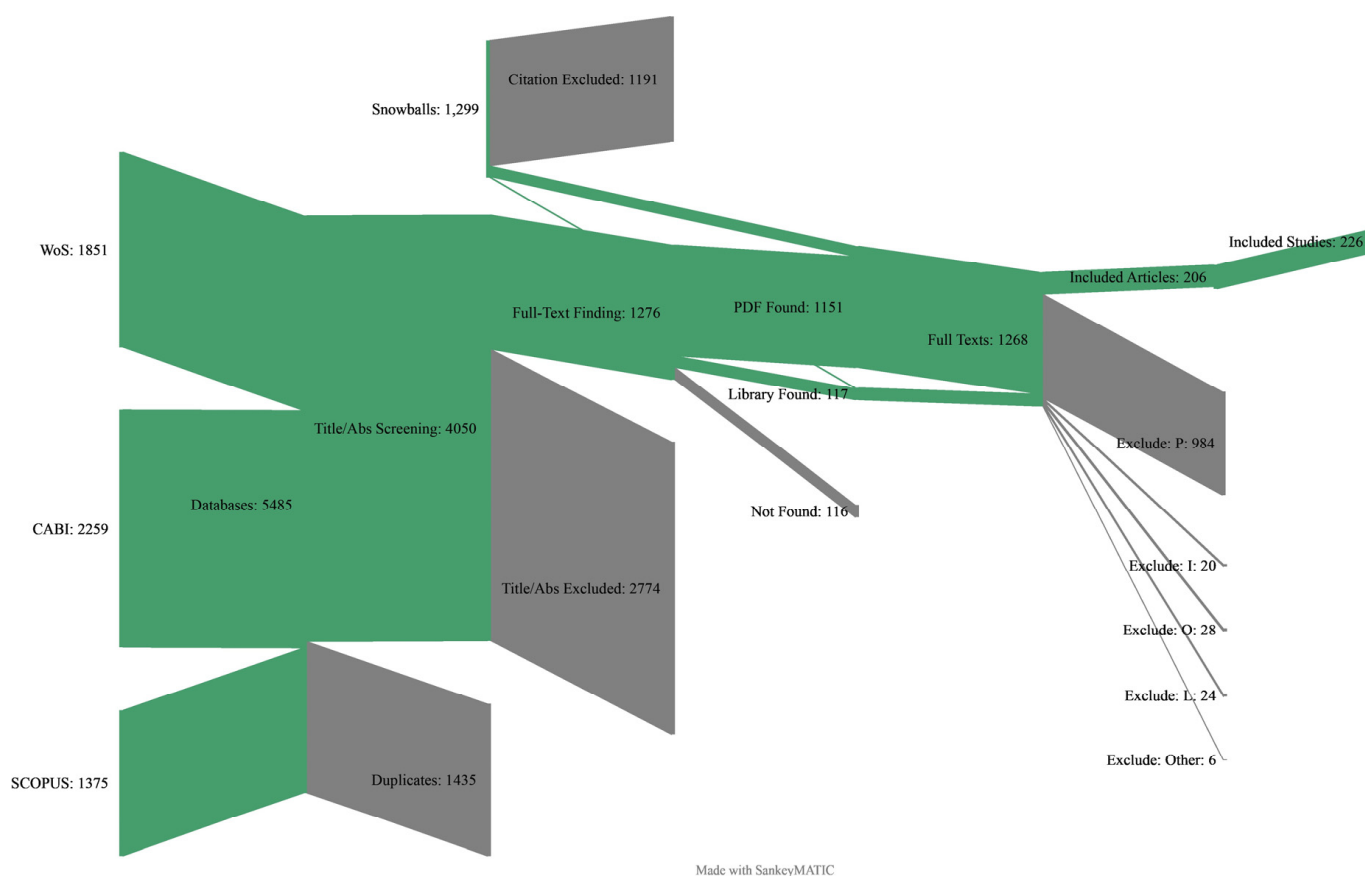 Citation Excluded: 1191
Snowballs: 1,299
WoS: 1851
Included Studies: 226
Included Articles: 206
Full-Text Finding: 1276
PDF Found: 1151
Full Texts: 1268
Library Found: 117
Title/Abs Screening: 4050
Exclude: P: 984
Databases: 5485
Not Found: 116
CABI: 2259
Exclude: I: 20
Title/Abs Excluded: 2774
Exclude: O: 28
Exclude: L: 24
Exclude: Other: 6
Duplicates: 1435
SCOPUS: 1375
Made with SankeyMATIC